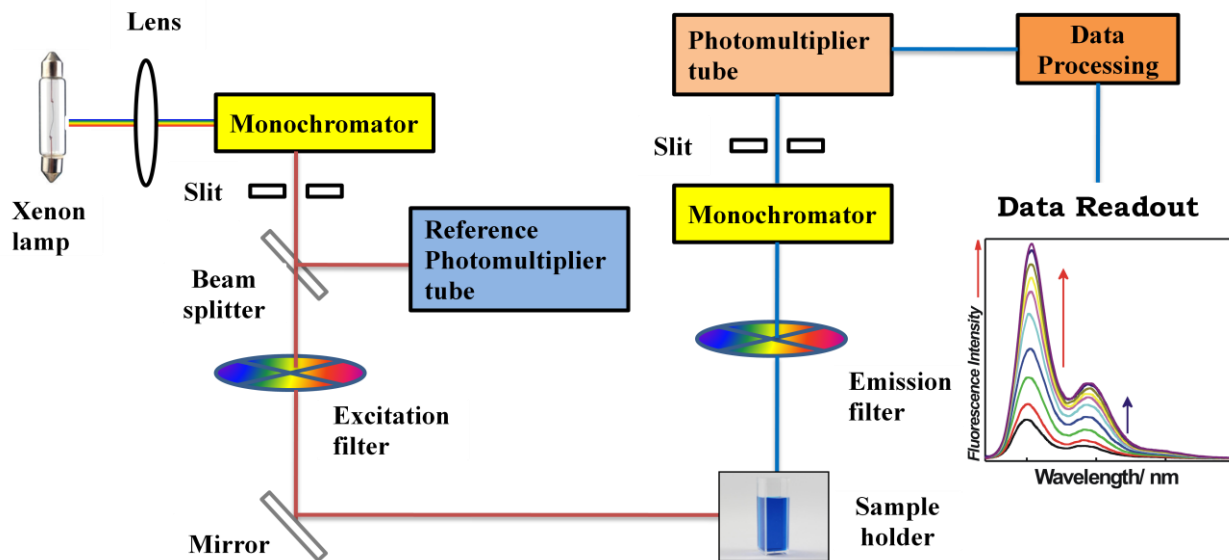 Lens
Xenon
lamp
Monochromator
Slit
Beam
splitter
Reference
Photomultiplier
tube
Excitation
filter
Mirror
Photomultiplier
tube
Data
Processing
Slit
Monochromator
Emission
filter
Sample
holder
Data Readout
Fluorescence Intensity
Wavelength/ nm